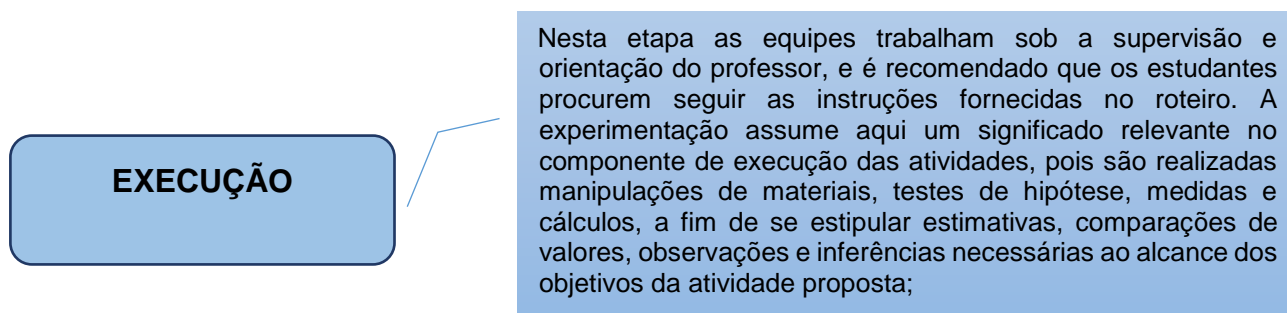 EXECUÇÃO
Nesta etapa as equipes trabalham sob a supervisão e
orientação do professor, e é recomendado que os estudantes
procurem seguir as instruções fornecidas no roteiro. A
experimentação assume aqui um significado relevante no
componente de execução das atividades, pois são realizadas
manipulações de materiais, testes de hipótese, medidas e
cálculos, a fim de se estipular estimativas, comparações de
valores, observações e inferências necessárias ao alcance dos
objetivos da atividade proposta;